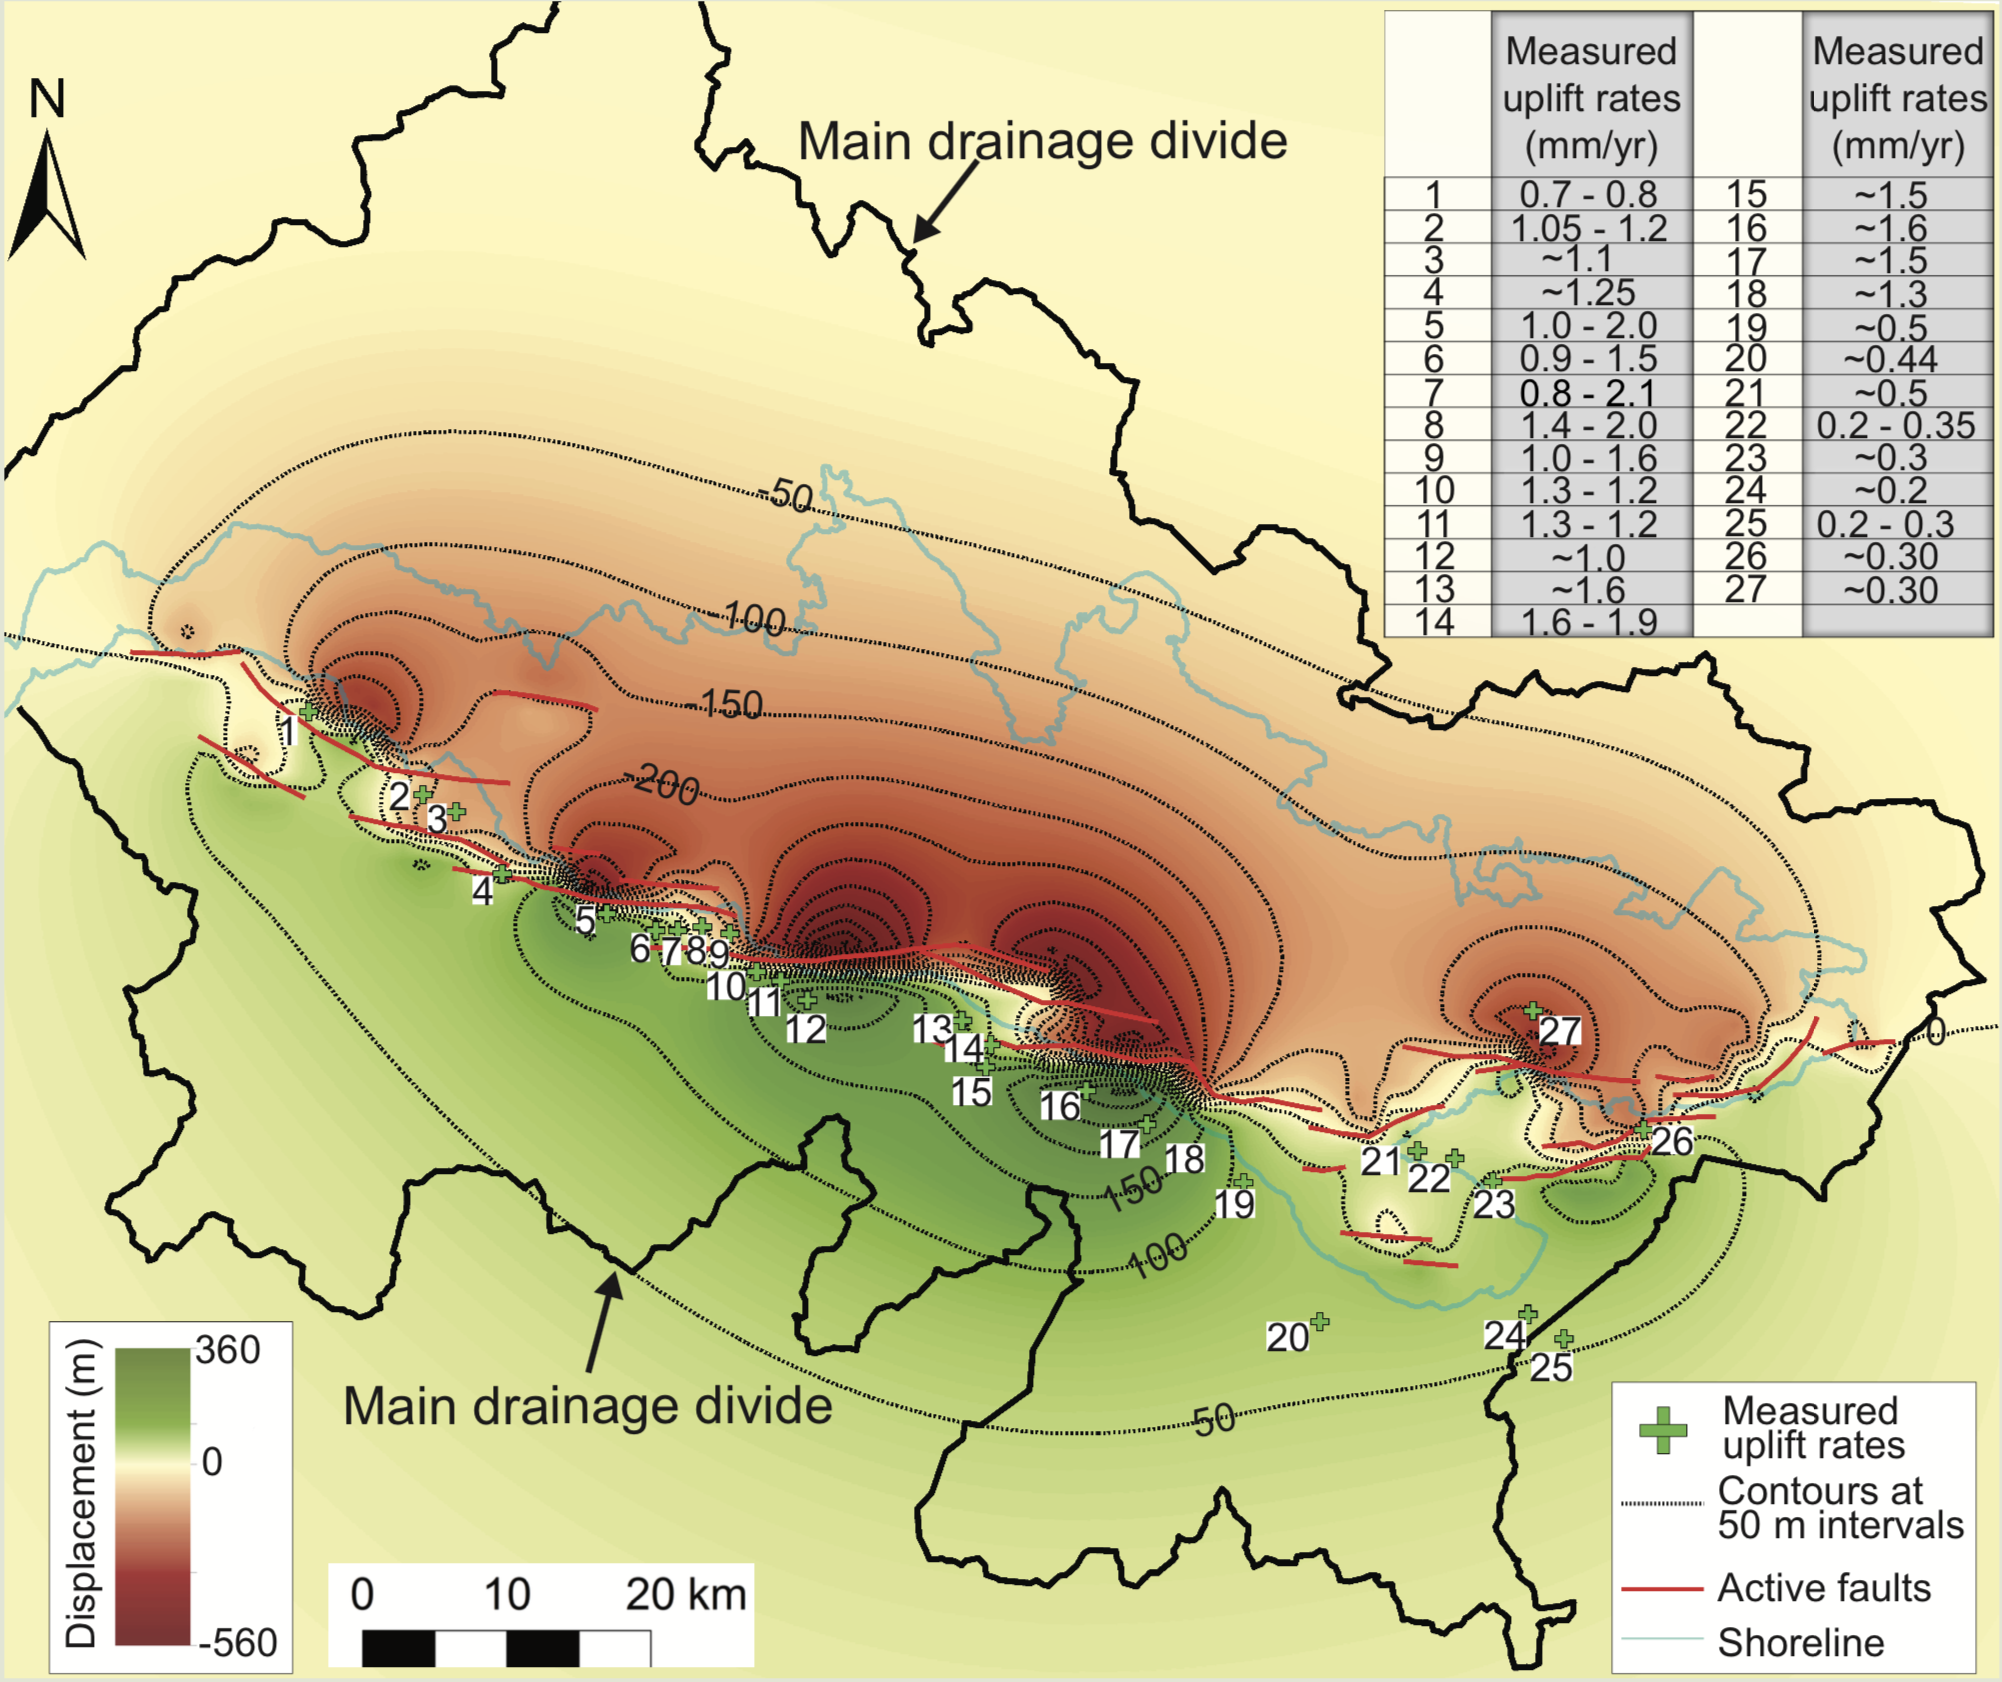 N
Main drainage divide
Measured
uplift rates
(mm/yr)
Measured
uplift rates
(mm/yr)
1 0.7 - 0.8 15 ~1.5
2 1.05 - 1.2 16 ~1.6
3 ~1.1 17 ~1.5
4 ~1.25 18 ~1.3
5 1.0 - 2.0 19 ~0.5
6 0.9 - 1.5 20 ~0.44
7 0.8 - 2.1 21 ~0.5
8 1.4 - 2.0 22 0.2 - 0.35
9 1.0 - 1.6 23 ~0.3
10 1.3 - 1.2 24 ~0.2
11 1.3 - 1.2 25 0.2 - 0.3
12 ~1.0 26 ~0.30
13 ~1.6 27 ~0.30
14 1.6 - 1.9
-50
-100
-150
-200
1
2
3
4
5
6
7
8
9
10
11
12
13
14
15
16
17
18
19
20
21
22
23
24
25
26
27
0
150
100
50
Main drainage divide
Displacement (m)
360
0
-560
0 10 20 km
Measured
uplift rates
Contours at
50 m intervals
Active faults
Shoreline